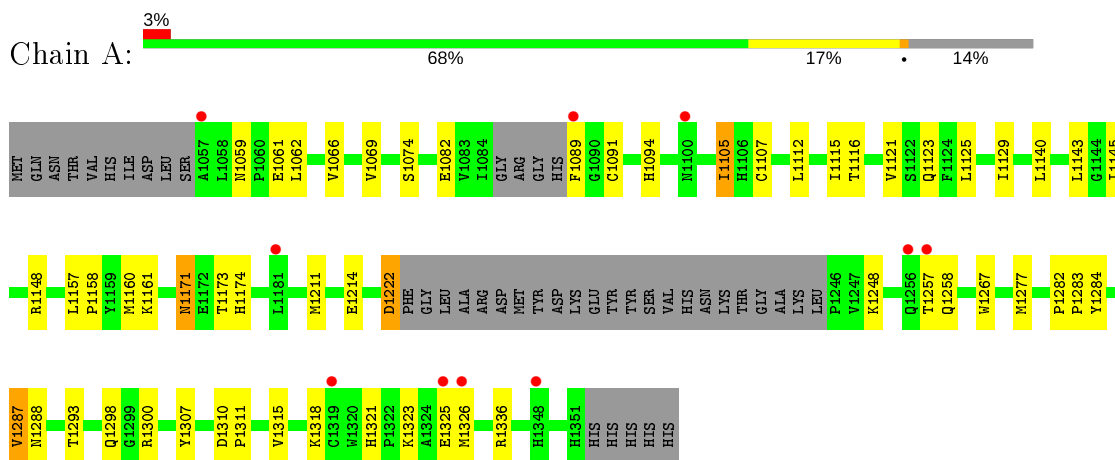 3%
Chain A:
68% 17% • 14%
MET GLN ASN THR VAL HIS ILE ASP LEU SER A1057 L1058 N1059 P1060 E1061 L1062 V1066 V1069 S1074 E1082 V1083 I1084 GLY ARG GLY HIS F1089 G1090 C1091 H1094 N1100 I1105 H1106 C1107 L1112 I1115 T1116 V1121 S1122 Q1123 F1124 L1125 I1129 L1140 L1143 G1144 I1145
R1148 L1157 P1158 Y1159 M1160 K1161 N1171 E1172 T1173 H1174 L1181 M1211 E1214 D1222 PHE GLY LEU ALA ARG ASP MET TYR ASP LYS GLU TYR TYR SER VAL HIS ASN LYS THR GLY ALA LYS LEU P1246 V1247 K1248 Q1256 T1257 Q1258 W1267 M1277 P1282 P1283 Y1284
V1287 N1288 T1293 Q1298 G1299 R1300 Y1307 D1310 P1311 V1315 K1318 C1319 W1320 H1321 P1322 K1323 A1324 E1325 M1326 R1336 H1348 H1351 HIS HIS HIS HIS HIS